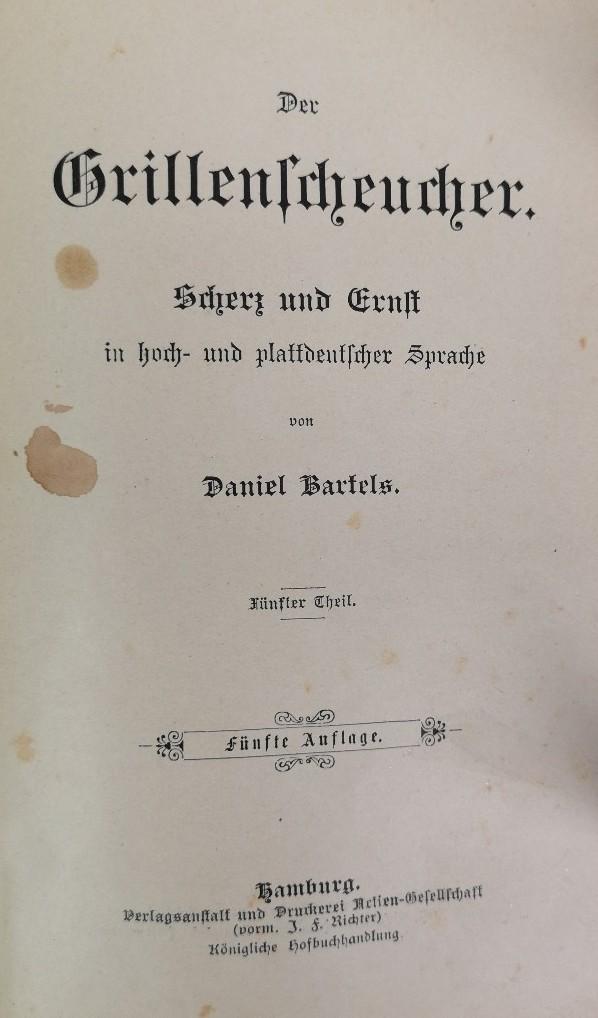 Der
Grillenscheucher.
Scherz und Ernst
in hoch- und plattdeutscher Sprache
von
Daniel Bartels.
Fünfter Theil.
Fünfte Auflage.
Hamburg.
Verlagsanstalt und Druckerei Actien-Gesellschaft
(vorm. J. F. Richter)
Königliche Hofbuchhandlung.